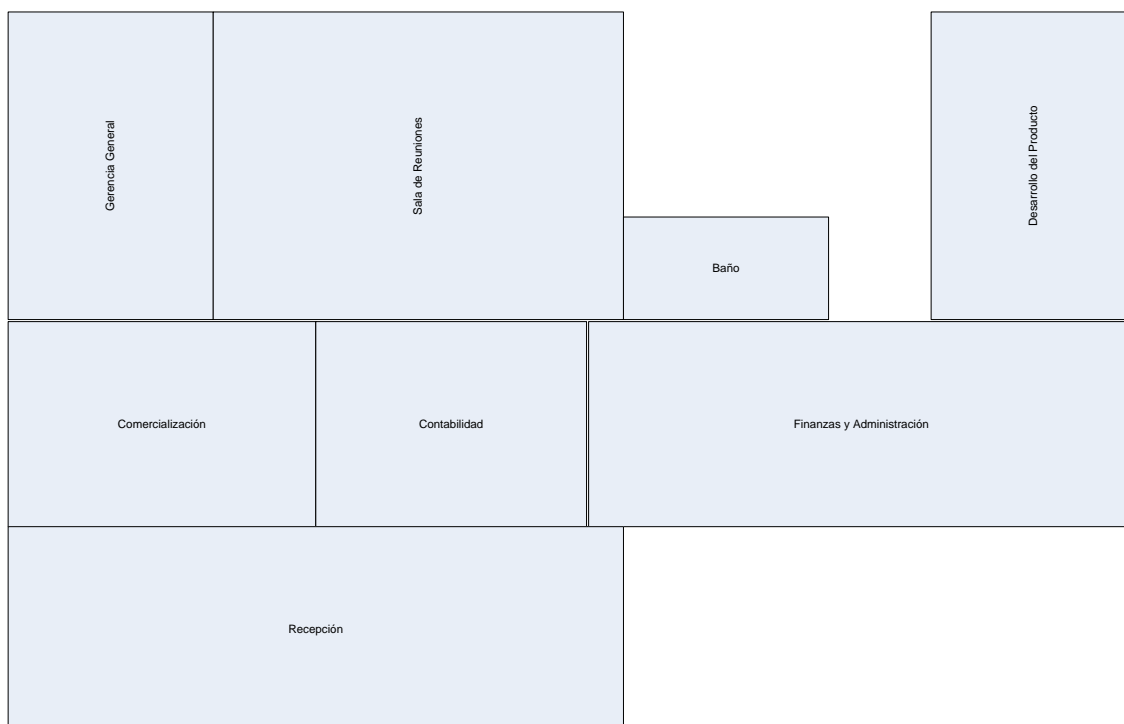 Gerencia General
Sala de Reuniones
Baño
Desarrollo del Producto
Comercialización
Contabilidad
Finanzas y Administración
Recepción